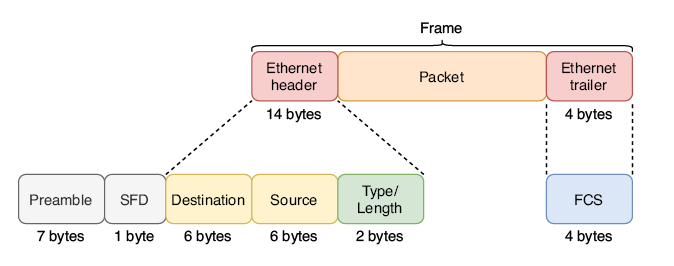 Frame
Ethernet
header
Packet
Ethernet
trailer
14 bytes
4 bytes
Preamble
SFD
Destination
Source
Type/
Length
FCS
7 bytes
1 byte
6 bytes
6 bytes
2 bytes
4 bytes